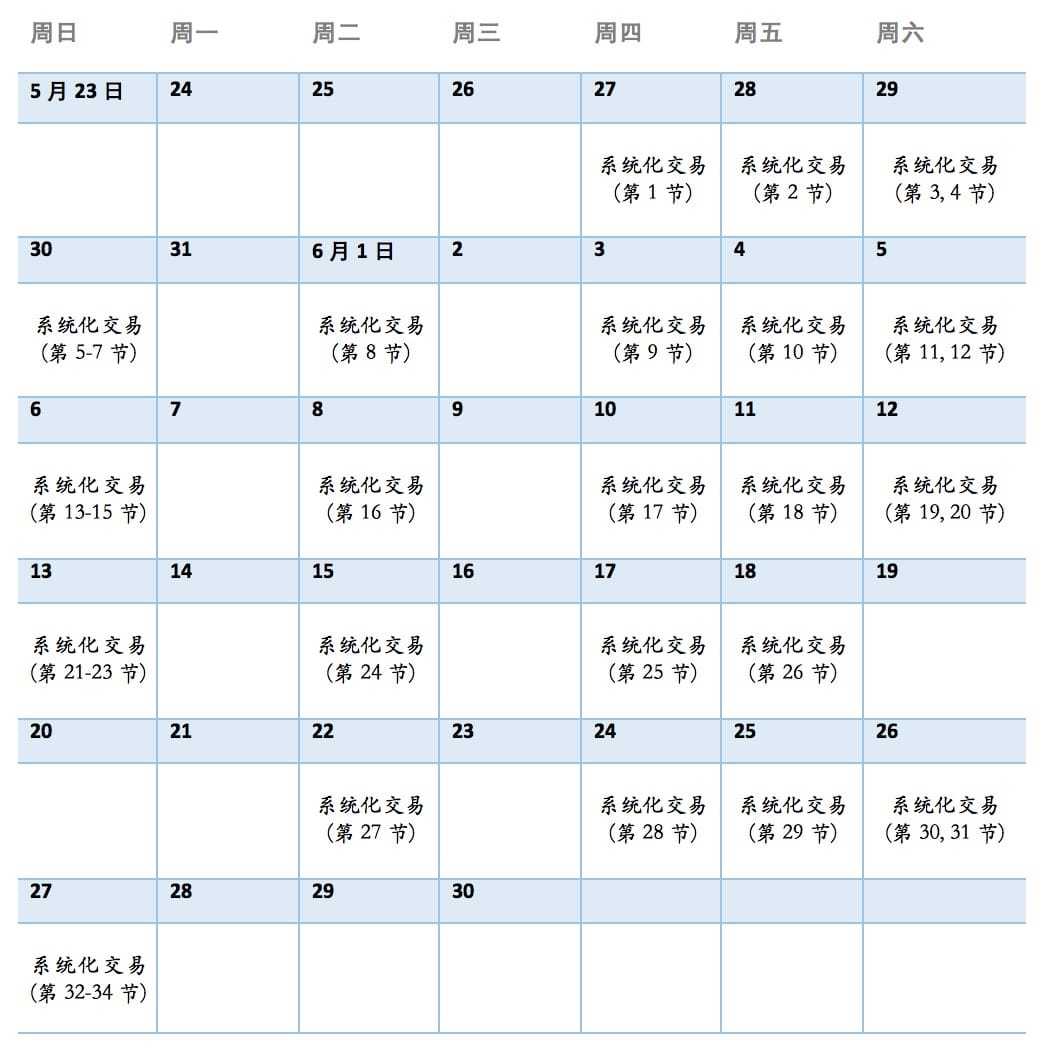 周日 周一 周二 周三 周四 周五 周六
5 月 23 日 24 25 26 27 28 29
系统化交易 系统化交易 系统化交易
(第 1 节) (第 2 节) (第 3, 4 节)
30 31 6 月 1 日 2 3 4 5
系统化交易 系统化交易 系统化交易 系统化交易 系统化交易
(第 5-7 节) (第 8 节) (第 9 节) (第 10 节) (第 11, 12 节)
6 7 8 9 10 11 12
系统化交易 系统化交易 系统化交易 系统化交易 系统化交易
(第 13-15 节) (第 16 节) (第 17 节) (第 18 节) (第 19, 20 节)
13 14 15 16 17 18 19
系统化交易 系统化交易 系统化交易 系统化交易
(第 21-23 节) (第 24 节) (第 25 节) (第 26 节)
20 21 22 23 24 25 26
系统化交易 系统化交易 系统化交易 系统化交易
(第 27 节) (第 28 节) (第 29 节) (第 30, 31 节)
27 28 29 30
系统化交易
(第 32-34 节)